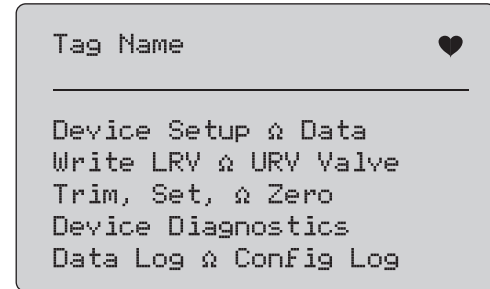 Tag Name
Device Setup Ω Data
Write LRV Ω URV Valve
Trim, Set, Ω Zero
Device Diagnostics
Data Log Ω Config Log